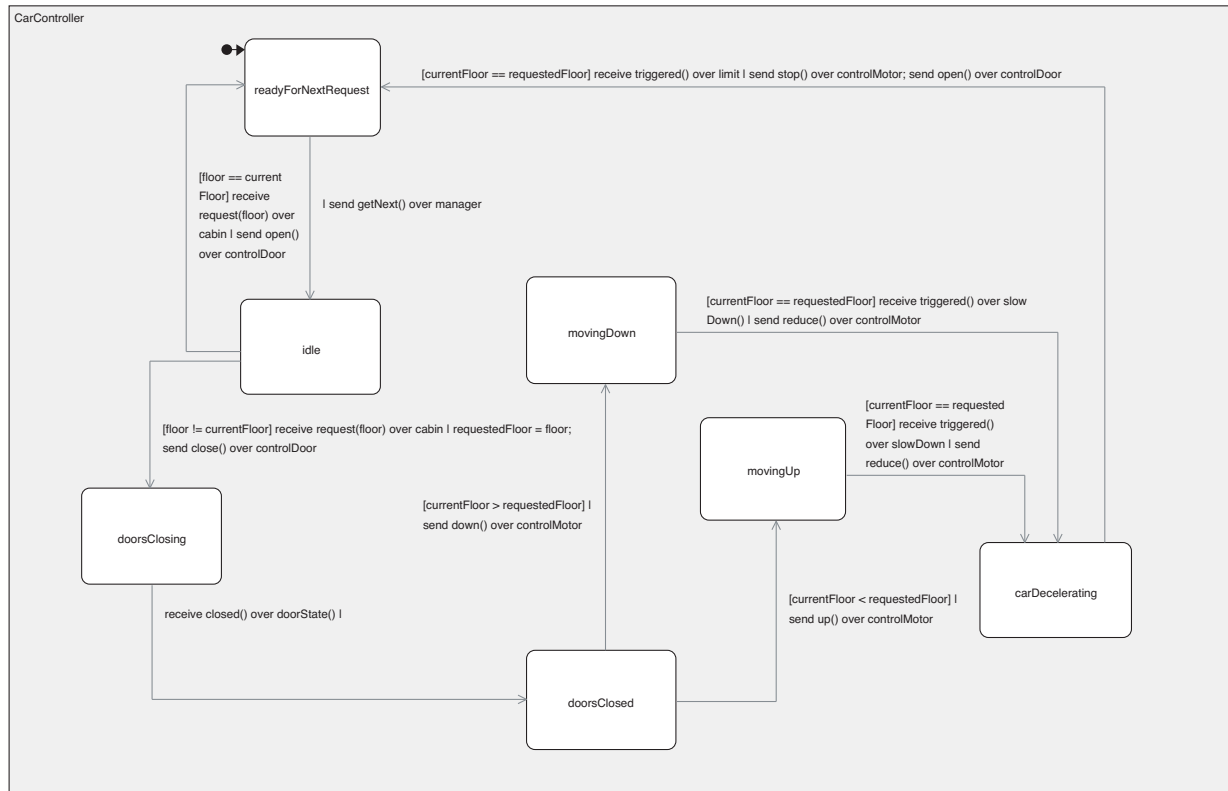 CarController
[currentFloor == requestedFloor] receive triggered() over limit | send stop() over controlMotor; send open() over controlDoor
readyForNextRequest
[floor == current
Floor] receive
request(floor) over
cabin | send open()
over controlDoor
| send getNext() over manager
idle
movingDown
[currentFloor == requestedFloor] receive triggered() over slow
Down() | send reduce() over controlMotor
[floor != currentFloor] receive request(floor) over cabin | requestedFloor = floor;
send close() over controlDoor
[currentFloor == requested
Floor] receive triggered()
over slowDown | send
reduce() over controlMotor
movingUp
[currentFloor > requestedFloor] |
send down() over controlMotor
doorsClosing
receive closed() over doorState() |
[currentFloor < requestedFloor] |
send up() over controlMotor
carDecelerating
doorsClosed